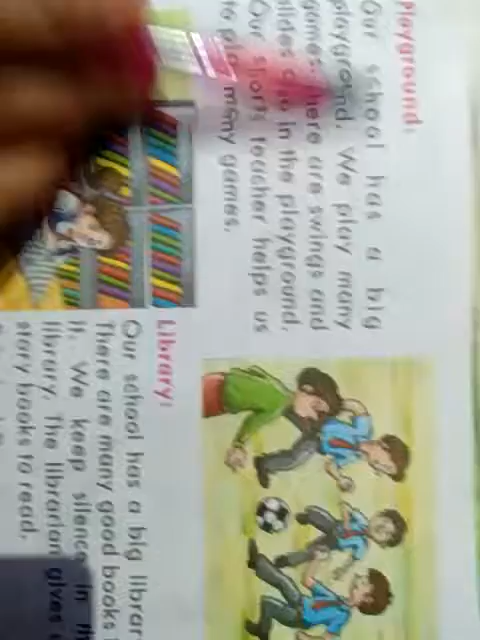 Playground:
Our school has a big
playground. We play many
games. There are swings and
slides also in the playground.
Our sports teacher helps us
to play many games.
Library:
Our school has a big
There are many good books
it. We keep silence in
library. The librarian gives
story books to read.